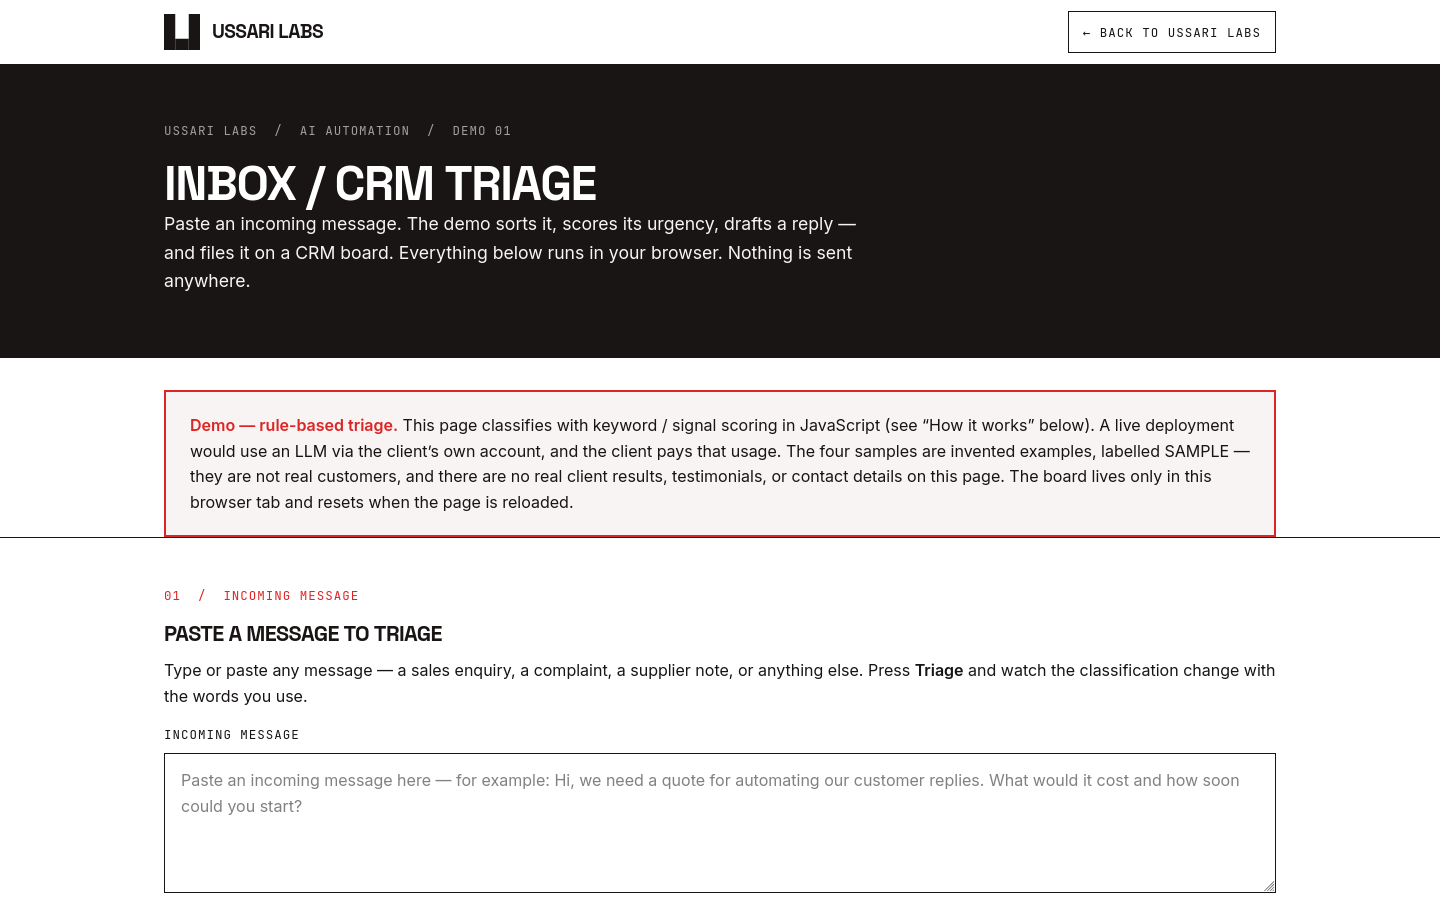 USSARI LABS
← BACK TO USSARI LABS
USSARI LABS / AI AUTOMATION / DEMO 01
INBOX / CRM TRIAGE
Paste an incoming message. The demo sorts it, scores its urgency, drafts a reply —
and files it on a CRM board. Everything below runs in your browser. Nothing is sent
anywhere.
Demo — rule-based triage. This page classifies with keyword / signal scoring in JavaScript (see “How it works” below). A live deployment
would use an LLM via the client’s own account, and the client pays that usage. The four samples are invented examples, labelled SAMPLE —
they are not real customers, and there are no real client results, testimonials, or contact details on this page. The board lives only in this
browser tab and resets when the page is reloaded.
01 / INCOMING MESSAGE
PASTE A MESSAGE TO TRIAGE
Type or paste any message — a sales enquiry, a complaint, a supplier note, or anything else. Press Triage and watch the classification change with
the words you use.
INCOMING MESSAGE
Paste an incoming message here — for example: Hi, we need a quote for automating our customer replies. What would it cost and how soon
could you start?